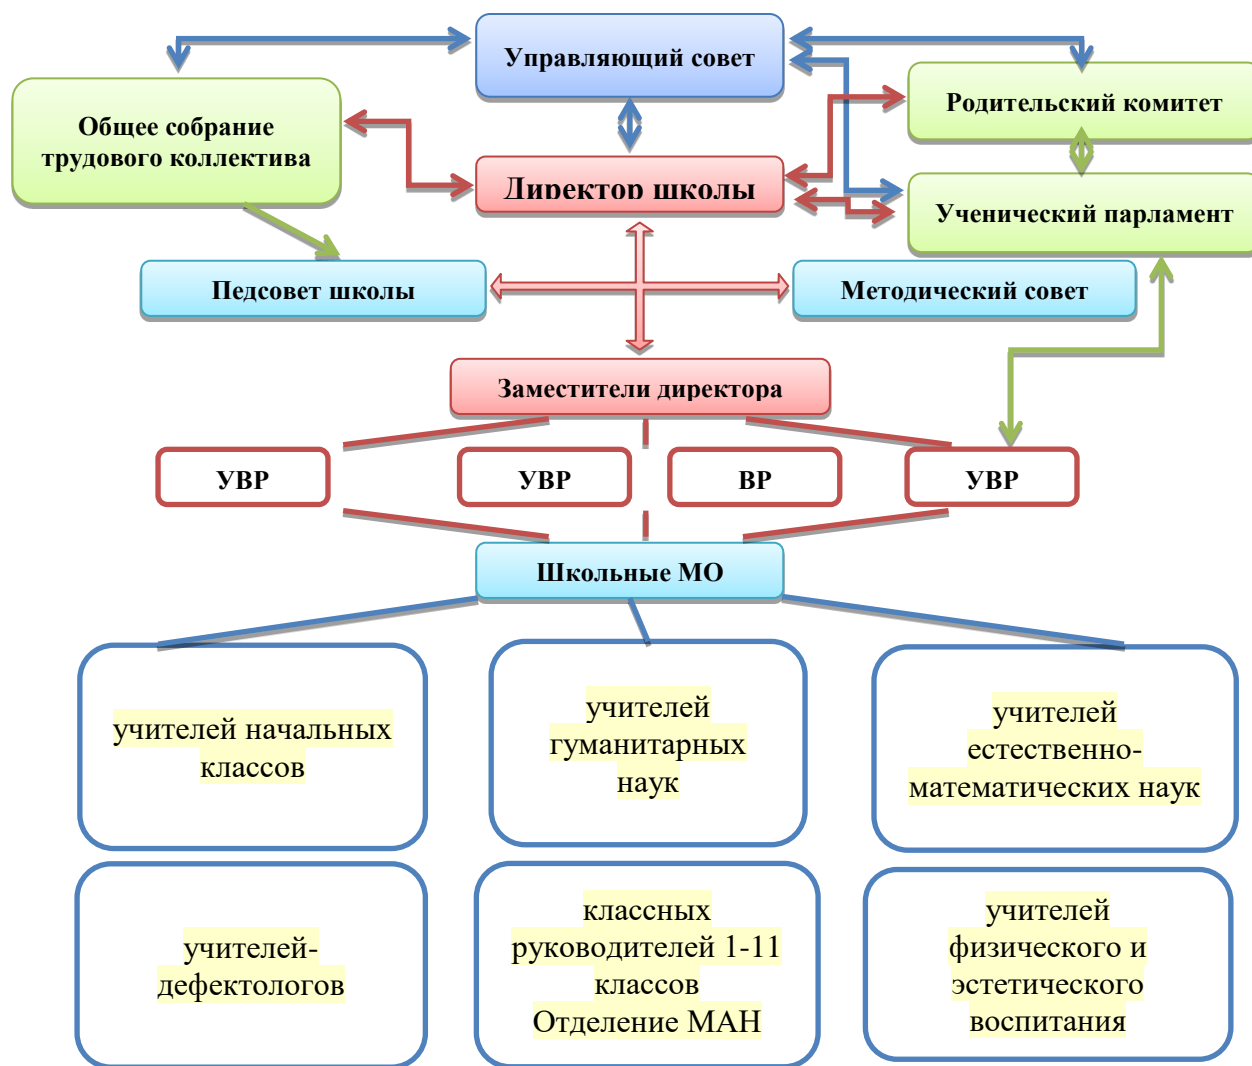 Управляющий совет
Общее собрание
трудового коллектива
Родительский комитет
Директор школы
Ученический парламент
Педсовет школы
Методический совет
Заместители директора
УВР
УВР
ВР
УВР
Школьные МО
учителей начальных
классов
учителей
гуманитарных
наук
учителей
естественно-
математических наук
учителей-
дефектологов
классных
руководителей 1-11
классов
Отделение МАН
учителей
физического и
эстетического
воспитания